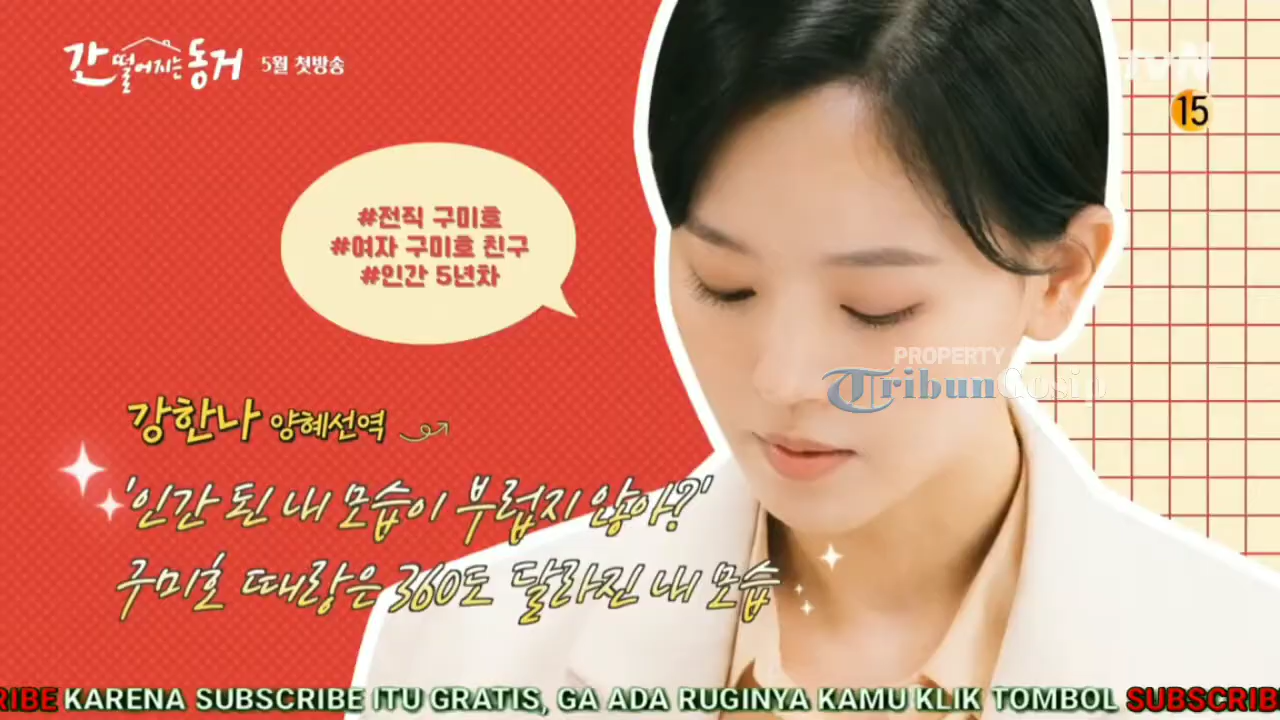 간 떨어지는 동거 5월 첫방송
tvN
15
#전직 구미호
#여자 구미호 친구
#인간 5년차
PROPERTY
TribunGosip
강한나 양혜선역
'인간 된 내 모습이 부럽지 않아?'
구미호 때랑은 360도 달라진 내 모습
RIBE KARENA SUBSCRIBE ITU GRATIS, GA ADA RUGINYA KAMU KLIK TOMBOL SUBSCRIB